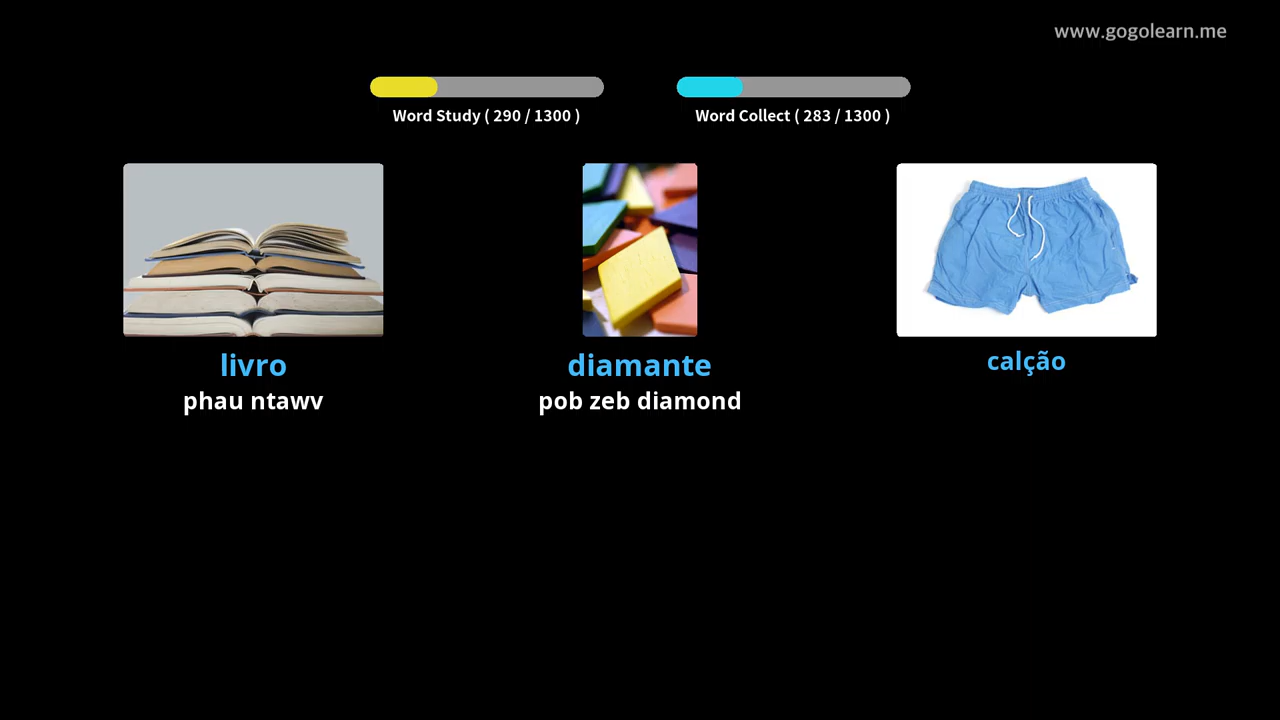 www.gogolearn.me
Word Study ( 290 / 1300 )
Word Collect ( 283 / 1300 )
livro
phau ntawv
diamante
pob zeb diamond
calção